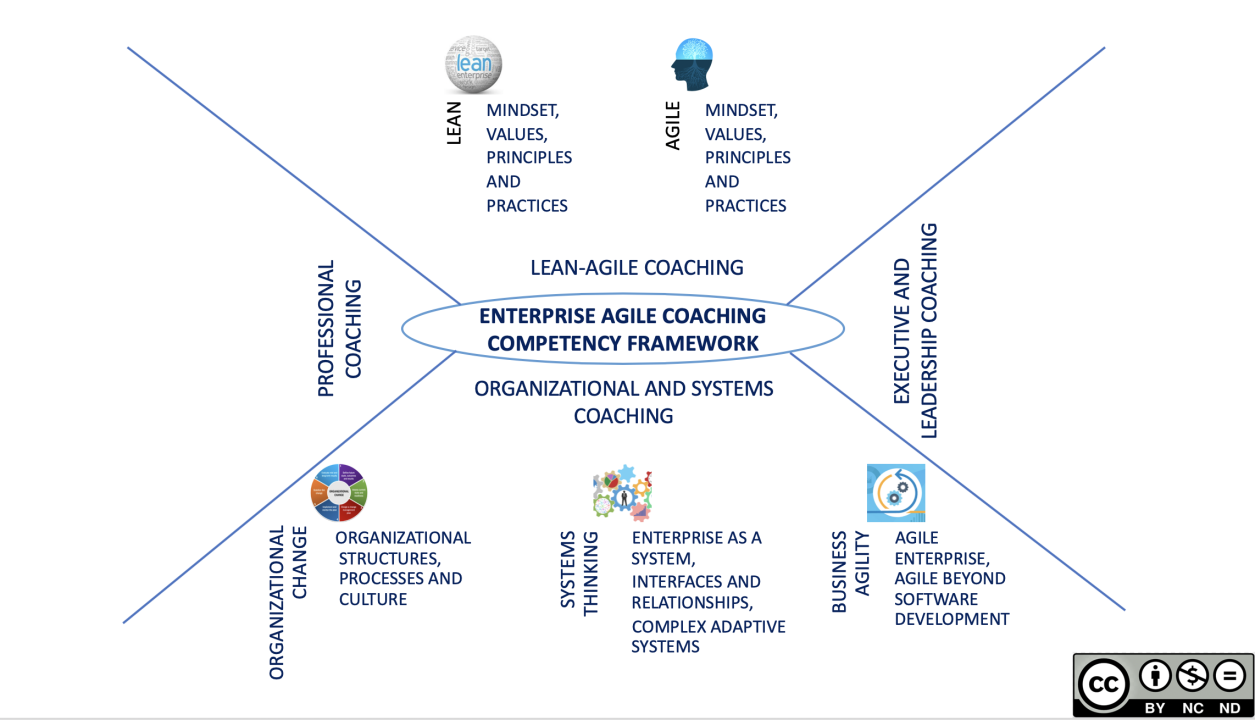 lean
enterprise
LEAN
MINDSET,
VALUES,
PRINCIPLES
AND
PRACTICES
AGILE
MINDSET,
VALUES,
PRINCIPLES
AND
PRACTICES
LEAN-AGILE COACHING
PROFESSIONAL
COACHING
ENTERPRISE AGILE COACHING
COMPETENCY FRAMEWORK
EXECUTIVE AND
LEADERSHIP COACHING
ORGANIZATIONAL AND SYSTEMS
COACHING
ORGANIZATIONAL
CHANGE
ORGANIZATIONAL
STRUCTURES,
PROCESSES AND
CULTURE
SYSTEMS
THINKING
ENTERPRISE AS A
SYSTEM,
INTERFACES AND
RELATIONSHIPS,
COMPLEX ADAPTIVE
SYSTEMS
BUSINESS
AGILITY
AGILE
ENTERPRISE,
AGILE BEYOND
SOFTWARE
DEVELOPMENT
cc
BY NC ND